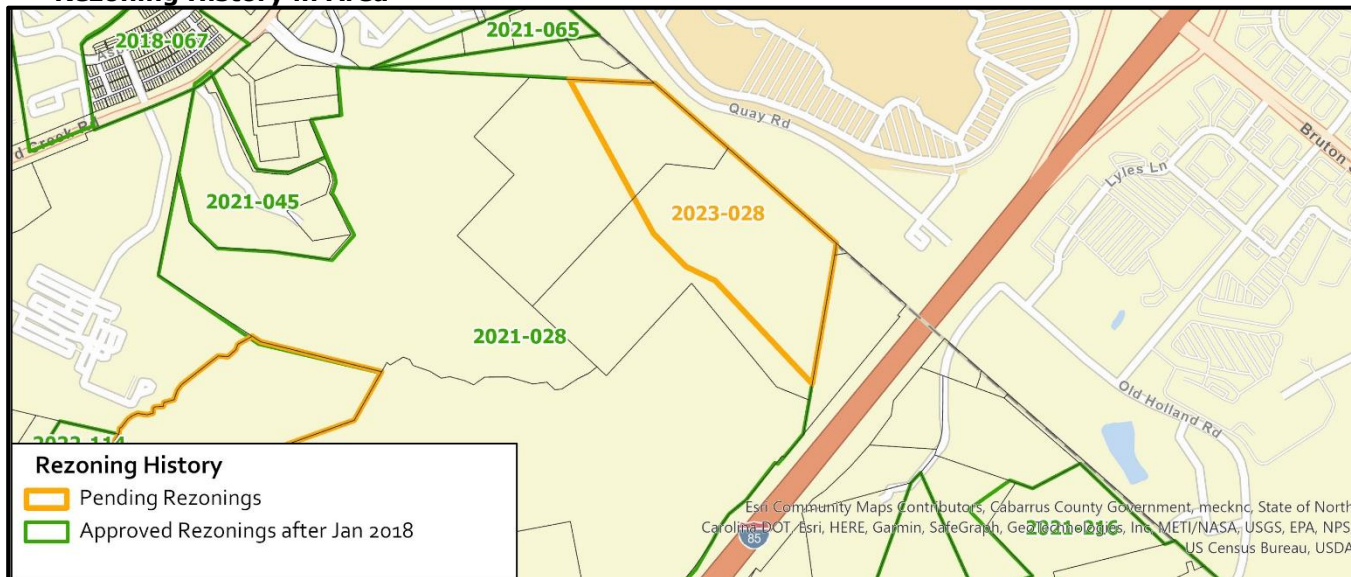 Rezoning History in Area
2018-067
2021-065
Quay Rd
Bruton
d Creek Rd
Lyles Ln
2021-045
2023-028
2021-028
Old Holland Rd
Rezoning History
Pending Rezonings
Approved Rezonings after Jan 2018
85
2021-216
Esri Community Maps Contributors, Cabarrus County Government, mecknc, State of North
Carolina DOT, Esri, HERE, Garmin, SafeGraph, GeoTechnologies, Inc, METI/NASA, USGS, EPA, NPS,
US Census Bureau, USDA